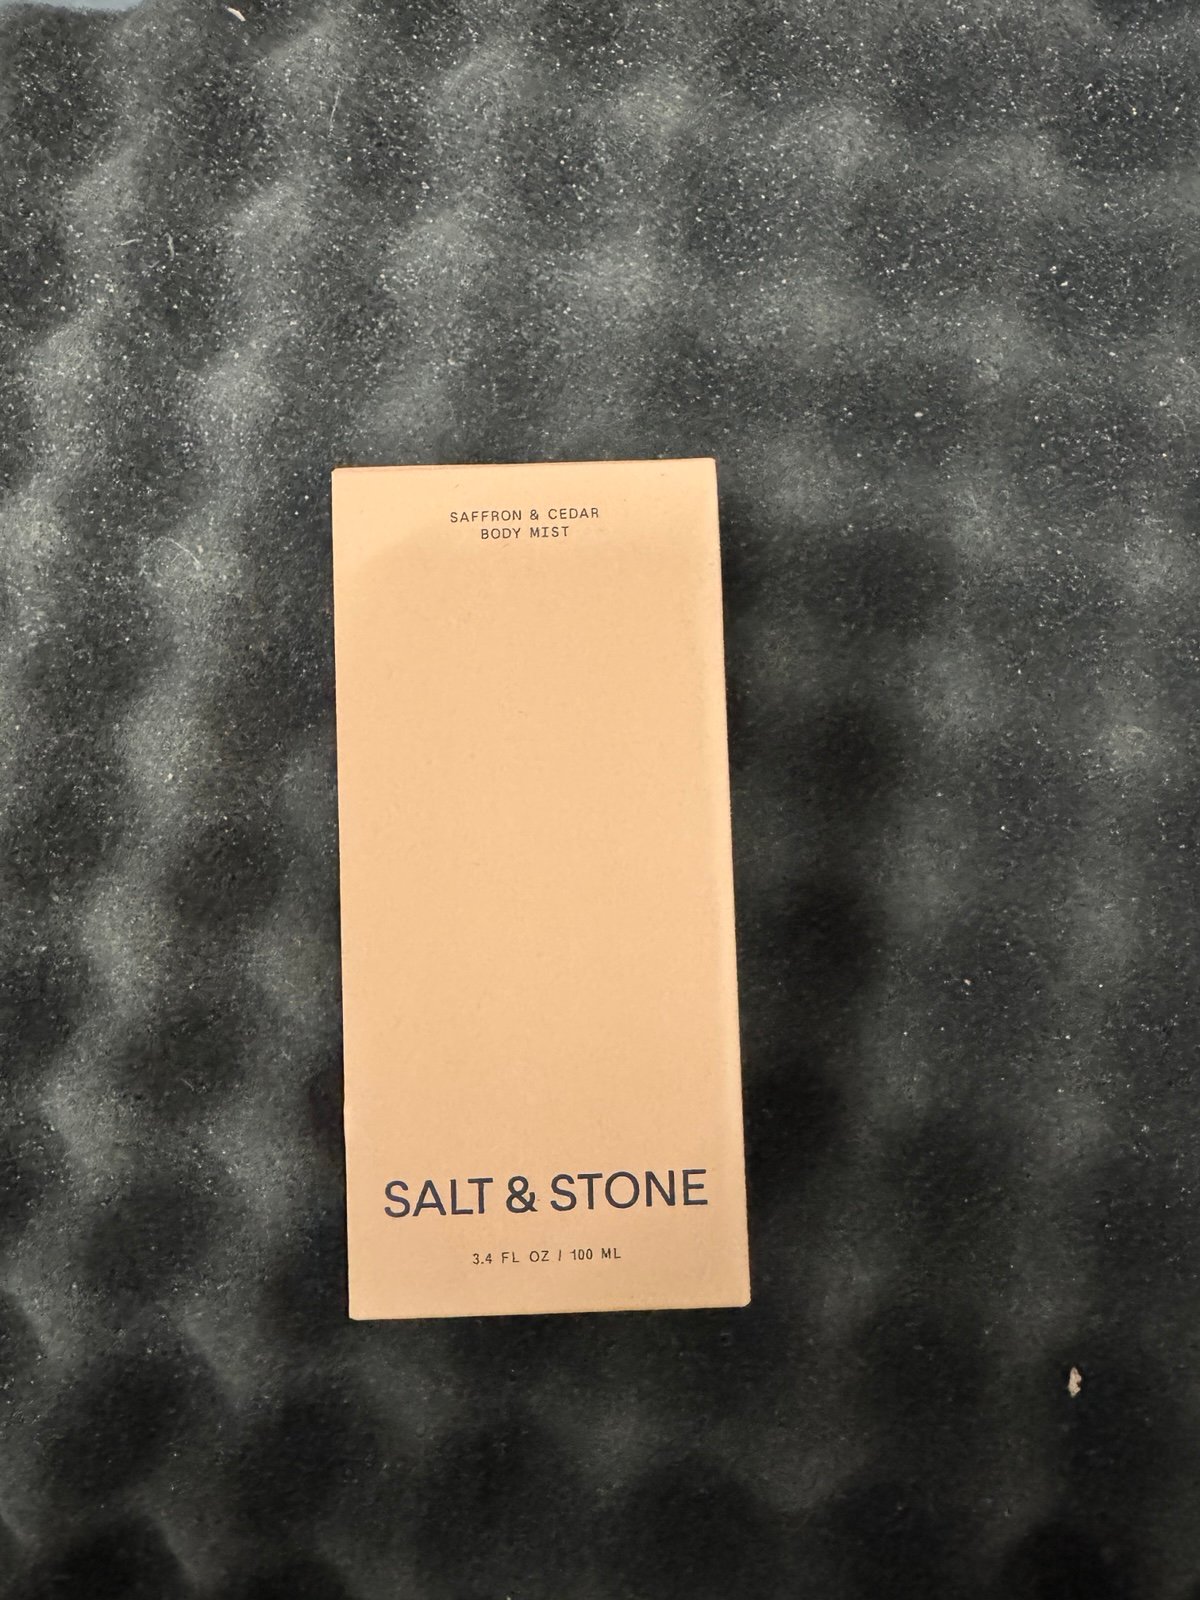 SAFFRON & CEDAR
BODY MIST
SALT & STONE
3.4 FL OZ / 100 ML